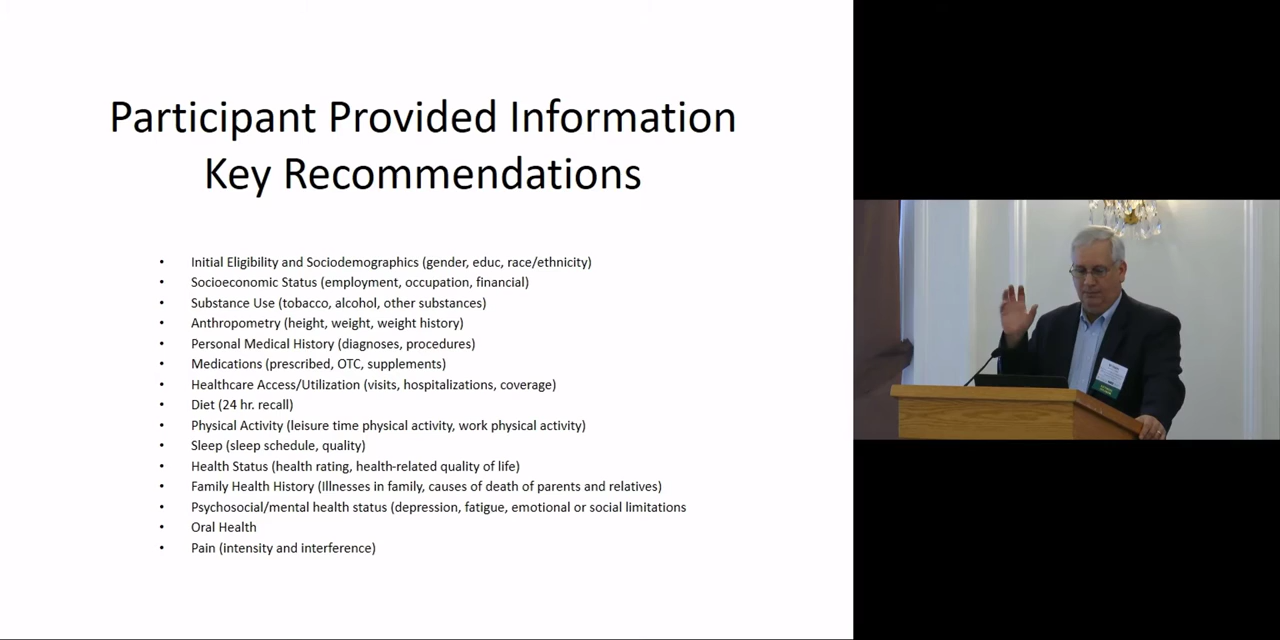 Participant Provided Information
Key Recommendations
• Initial Eligibility and Sociodemographics (gender, educ, race/ethnicity)
• Socioeconomic Status (employment, occupation, financial)
• Substance Use (tobacco, alcohol, other substances)
• Anthropometry (height, weight, weight history)
• Personal Medical History (diagnoses, procedures)
• Medications (prescribed, OTC, supplements)
• Healthcare Access/Utilization (visits, hospitalizations, coverage)
• Diet (24 hr. recall)
• Physical Activity (leisure time physical activity, work physical activity)
• Sleep (sleep schedule, quality)
• Health Status (health rating, health-related quality of life)
• Family Health History (Illnesses in family, causes of death of parents and relatives)
• Psychosocial/mental health status (depression, fatigue, emotional or social limitations
• Oral Health
• Pain (intensity and interference)